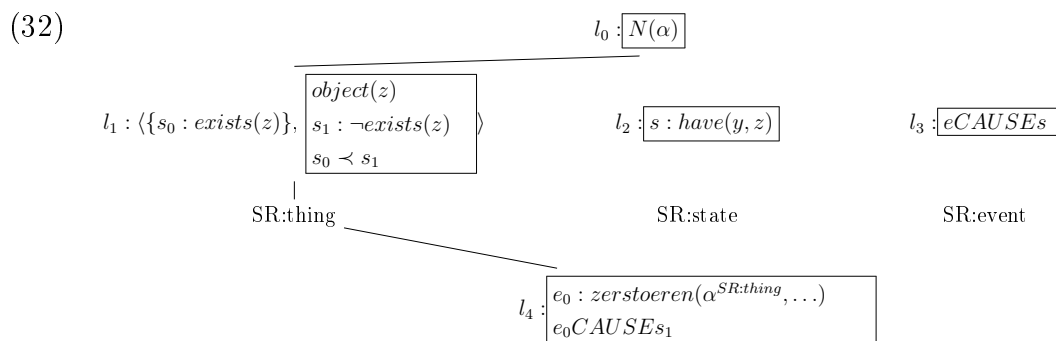 (32)
l₀ : N(α)
l₁ : ⟨{s₀ : exists(z)}, object(z)
s₁ : ¬exists(z)
s₀ ≺ s₁ ⟩
l₂ : s : have(y, z)
l₃ : eCAUSEs
SR:thing SR:state SR:event
l₄ : e₀ : zerstoeren(α^SR:thing, . . .)
e₀CAUSEs₁